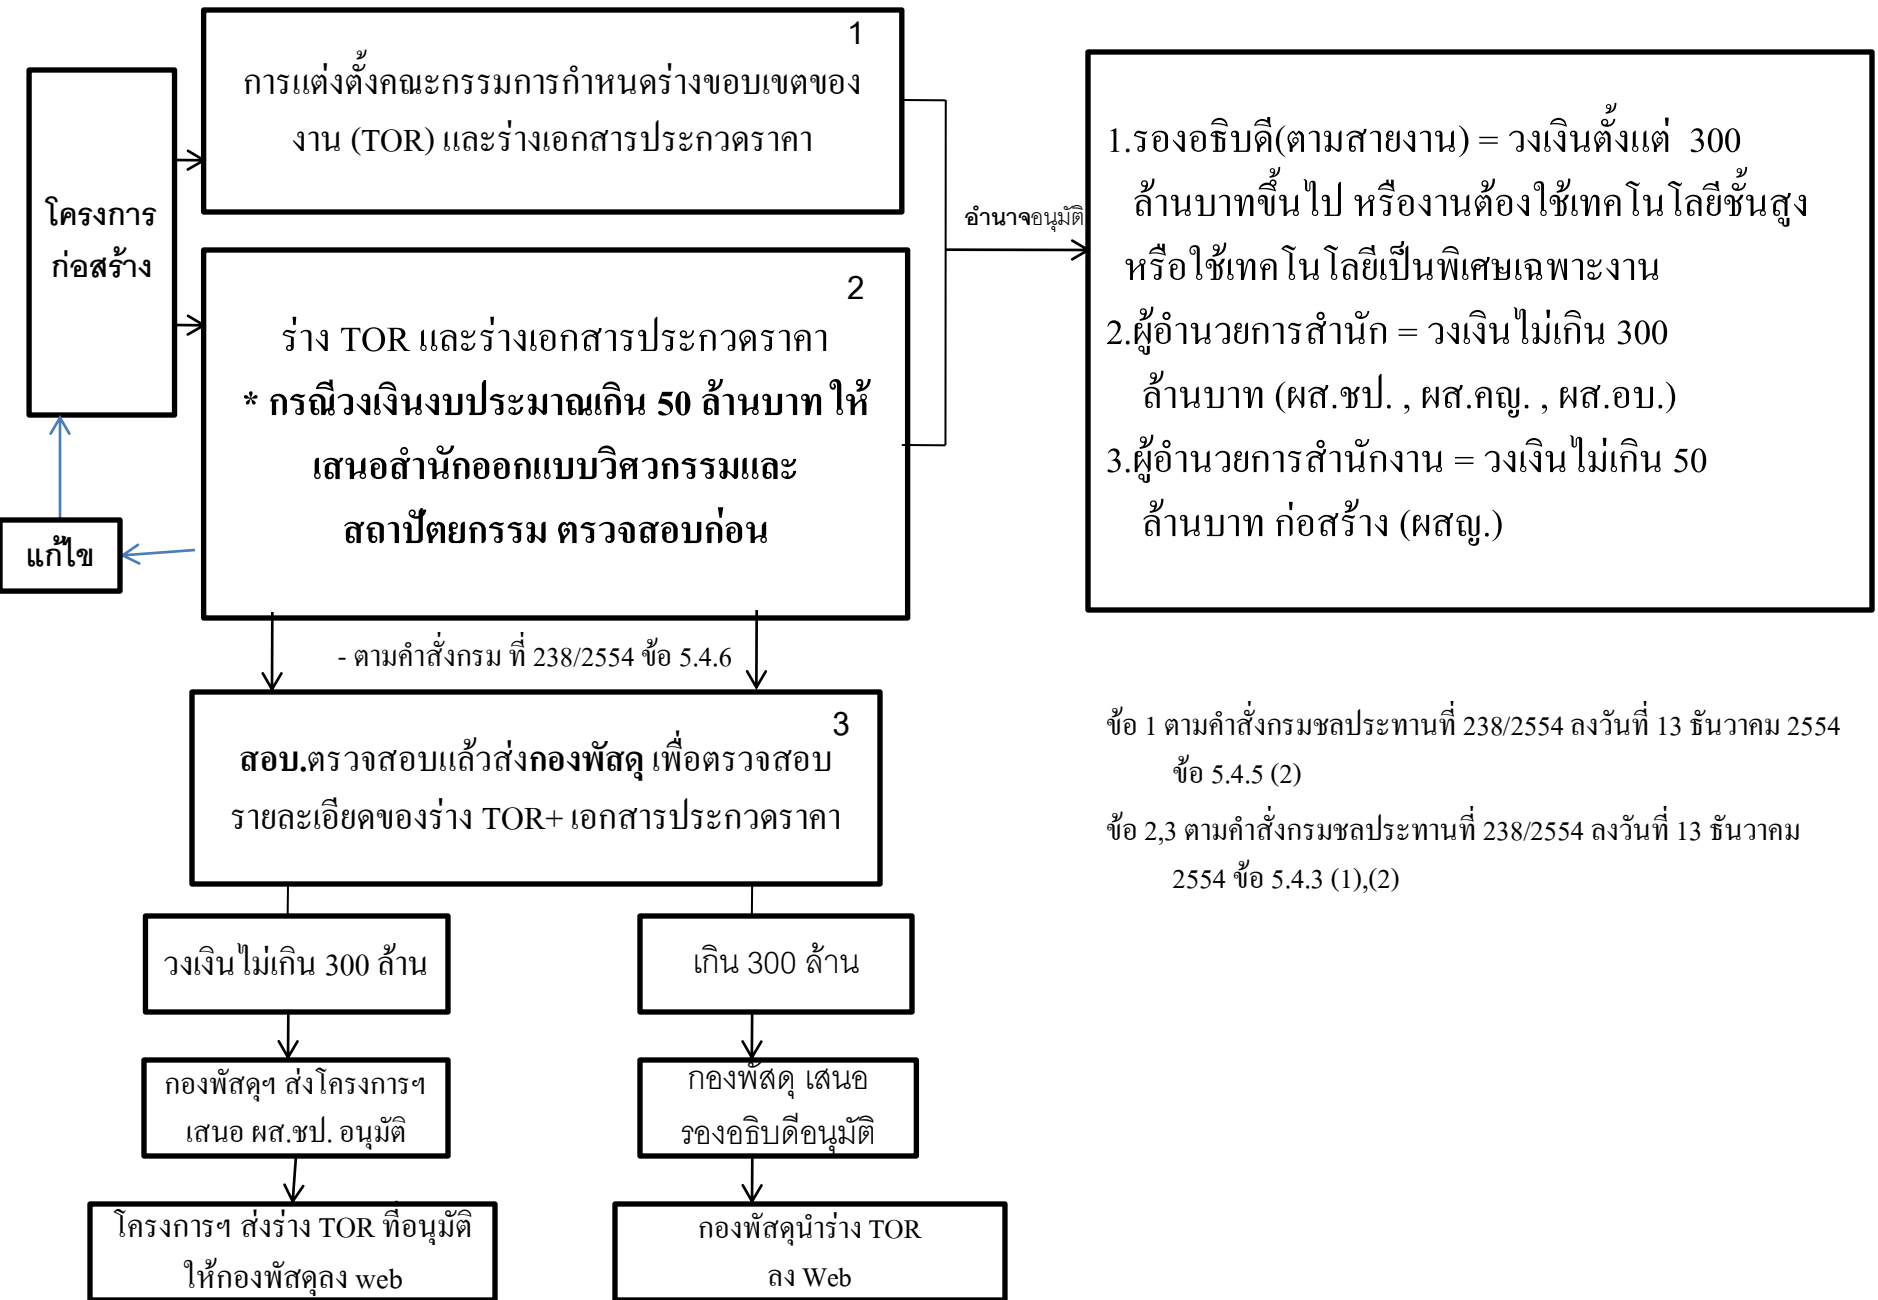 1
การแต่งตั้งคณะกรรมการกำหนดร่างขอบเขตของ
งาน (TOR) และร่างเอกสารประกวดราคา
โครงการ
ก่อสร้าง
2
ร่าง TOR และร่างเอกสารประกวดราคา
* กรณีวงเงินงบประมาณเกิน 50 ล้านบาท ให้
เสนอสำนักออกแบบวิศวกรรมและ
สถาปัตยกรรม ตรวจสอบก่อน
แก้ไข
อำนาจอนุมัติ
1.รองอธิบดี(ตามสายงาน) = วงเงินตั้งแต่ 300
ล้านบาทขึ้นไป หรืองานต้องใช้เทคโนโลยีชั้นสูง
หรือใช้เทคโนโลยีเป็นพิเศษเฉพาะงาน
2.ผู้อำนวยการสำนัก = วงเงินไม่เกิน 300
ล้านบาท (ผส.ชป. , ผส.คญ. , ผส.อบ.)
3.ผู้อำนวยการสำนักงาน = วงเงินไม่เกิน 50
ล้านบาท ก่อสร้าง (ผสญ.)
- ตามคำสั่งกรม ที่ 238/2554 ข้อ 5.4.6
3
สอบ.ตรวจสอบแล้วส่งกองพัสดุ เพื่อตรวจสอบ
รายละเอียดของร่าง TOR+ เอกสารประกวดราคา
ข้อ 1 ตามคำสั่งกรมชลประทานที่ 238/2554 ลงวันที่ 13 ธันวาคม 2554
ข้อ 5.4.5 (2)
ข้อ 2,3 ตามคำสั่งกรมชลประทานที่ 238/2554 ลงวันที่ 13 ธันวาคม
2554 ข้อ 5.4.3 (1),(2)
วงเงินไม่เกิน 300 ล้าน
กองพัสดุฯ ส่งโครงการฯ
เสนอ ผส.ชป. อนุมัติ
โครงการฯ ส่งร่าง TOR ที่อนุมัติ
ให้กองพัสดุลง web
เกิน 300 ล้าน
กองพัสดุ เสนอ
รองอธิบดีอนุมัติ
กองพัสดุนำร่าง TOR
ลง Web